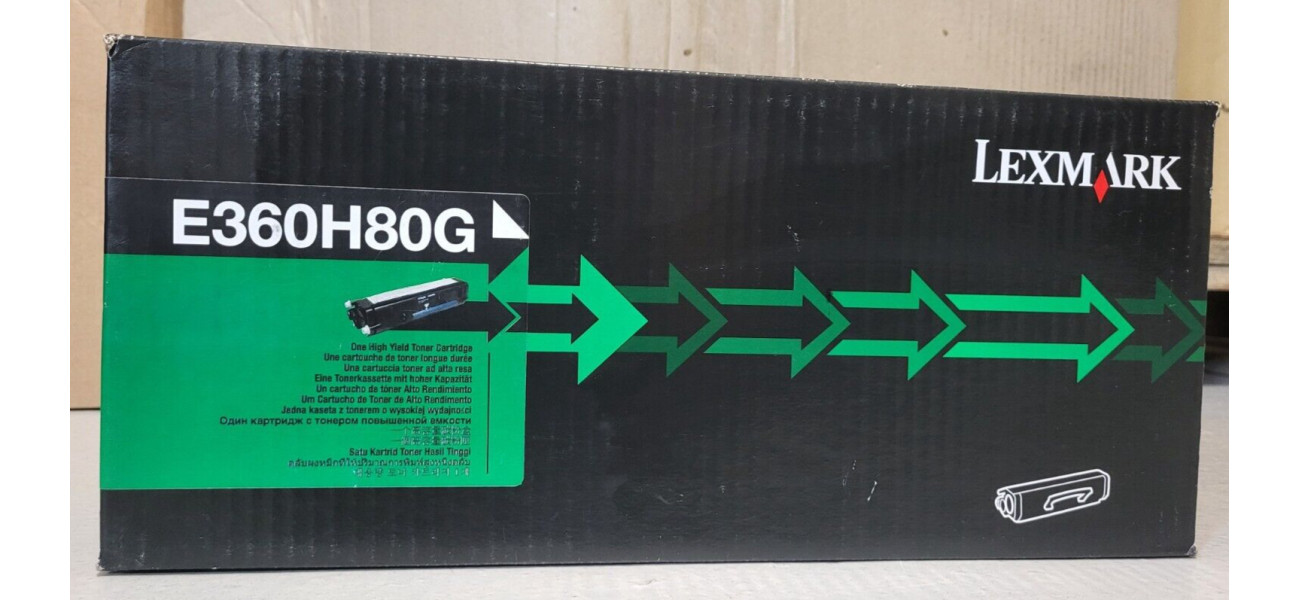 LEXMARK
E360H80G
One High Yield Toner Cartridge
Une cartouche de toner longue durée
Una cartuccia toner ad alta resa
Eine Tonerkassette mit hoher Kapazität
Un cartucho de tóner Alto Rendimiento
Um Cartucho de Toner de Alto Rendimento
Jedna kaseta z tonerem o wysokiej wydajności
Один картридж с тонером повышенной емкости
Satu Kartrid Toner Hasil Tinggi